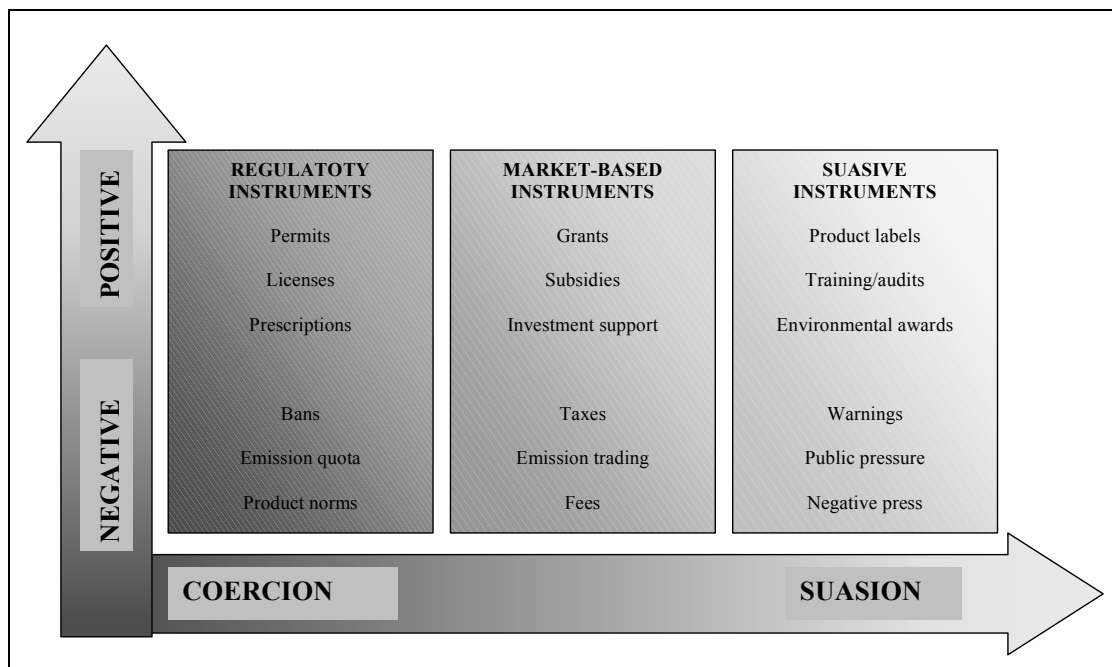 POSITIVE
NEGATIVE
REGULATOTY
INSTRUMENTS
Permits
Licenses
Prescriptions
Bans
Emission quota
Product norms
MARKET-BASED
INSTRUMENTS
Grants
Subsidies
Investment support
Taxes
Emission trading
Fees
SUASIVE
INSTRUMENTS
Product labels
Training/audits
Environmental awards
Warnings
Public pressure
Negative press
COERCION
SUASION